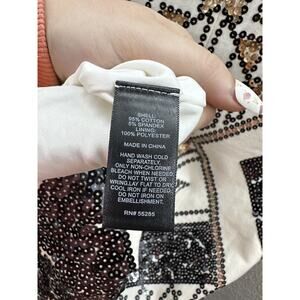 SHELL:
95% COTTON
5% SPANDEX
LINING:
100% POLYESTER
MADE IN CHINA
HAND WASH COLD
SEPARATELY.
ONLY NON-CHLORINE
BLEACH WHEN NEEDED.
DO NOT TWIST OR
WRING,LAY FLAT TO DRY.
COOL IRON IF NEEDED.
DO NOT IRON ON
EMBELLISHMENT.
RN# 55285